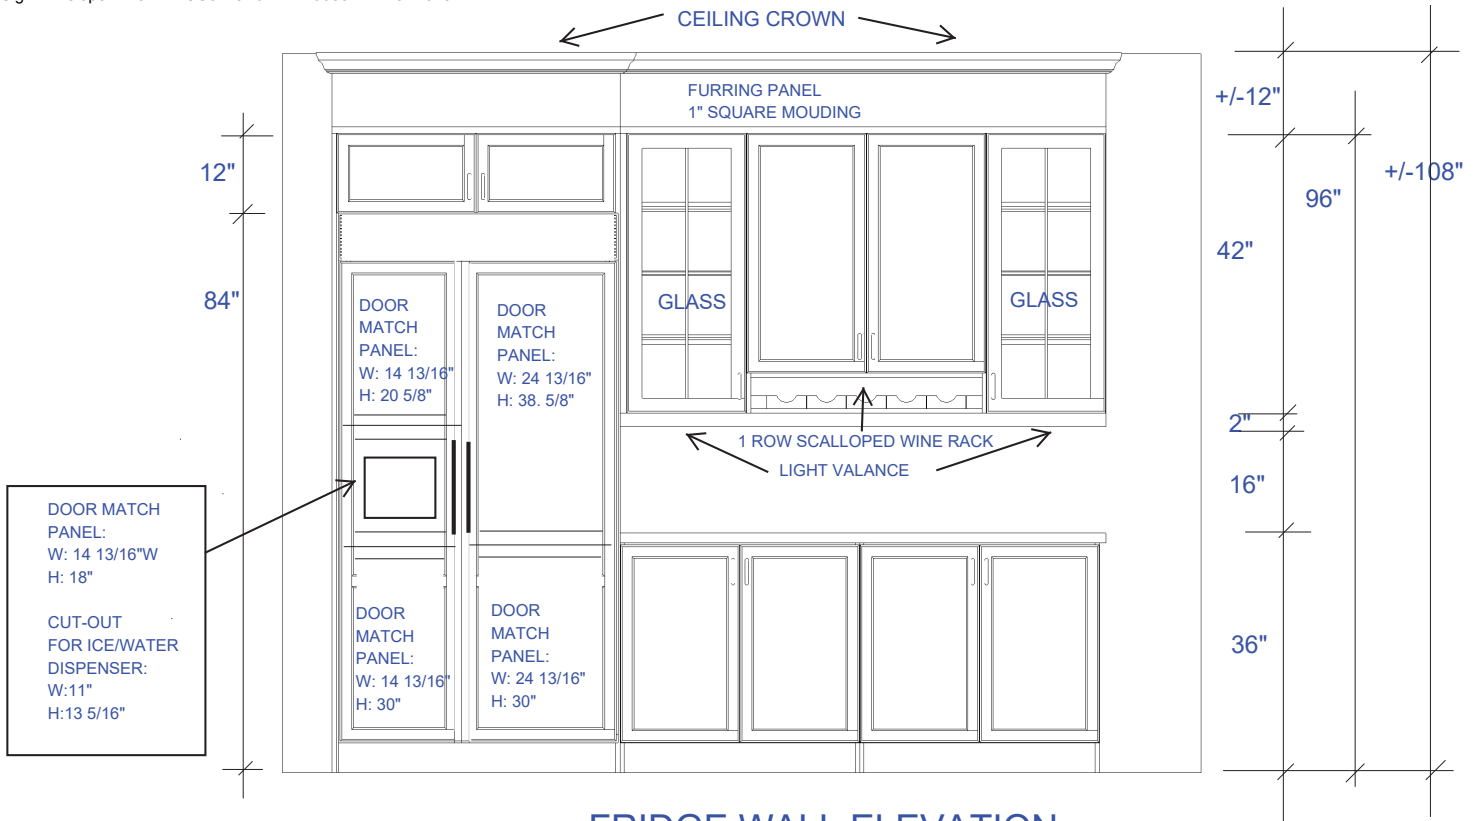 CEILING CROWN
FURRING PANEL
1" SQUARE MOUDING
+/-12"
12"
+/-108"
96"
42"
84"
GLASS
GLASS
DOOR
MATCH
PANEL:
W: 14 13/16"
H: 20 5/8"
DOOR
MATCH
PANEL:
W: 24 13/16"
H: 38. 5/8"
2"
1 ROW SCALLOPED WINE RACK
LIGHT VALANCE
16"
DOOR MATCH
PANEL:
W: 14 13/16"W
H: 18"
CUT-OUT
FOR ICE/WATER
DISPENSER:
W:11"
H:13 5/16"
DOOR
MATCH
PANEL:
W: 14 13/16"
H: 30"
DOOR
MATCH
PANEL:
W: 24 13/16"
H: 30"
36"
FRIDGE WALL ELEVATION